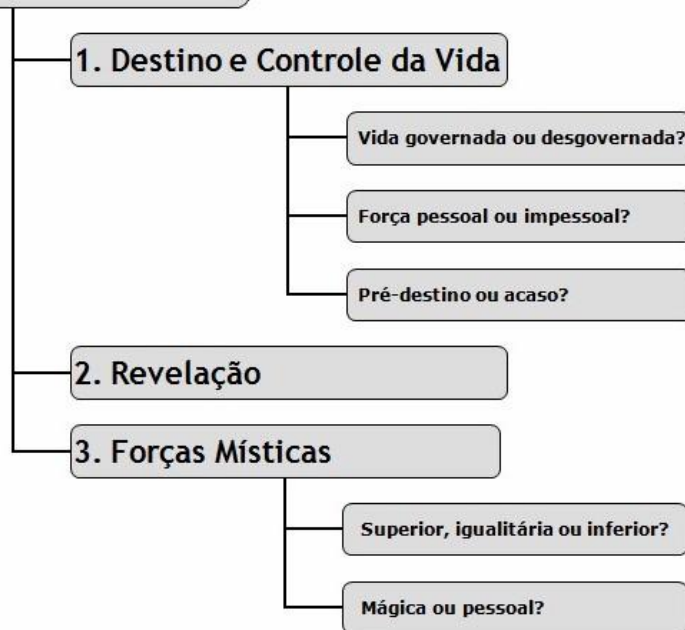 1. Destino e Controle da Vida
Vida governada ou desgovernada?
Força pessoal ou impessoal?
Pré-destino ou acaso?
2. Revelação
3. Forças Místicas
Superior, igualitária ou inferior?
Mágica ou pessoal?